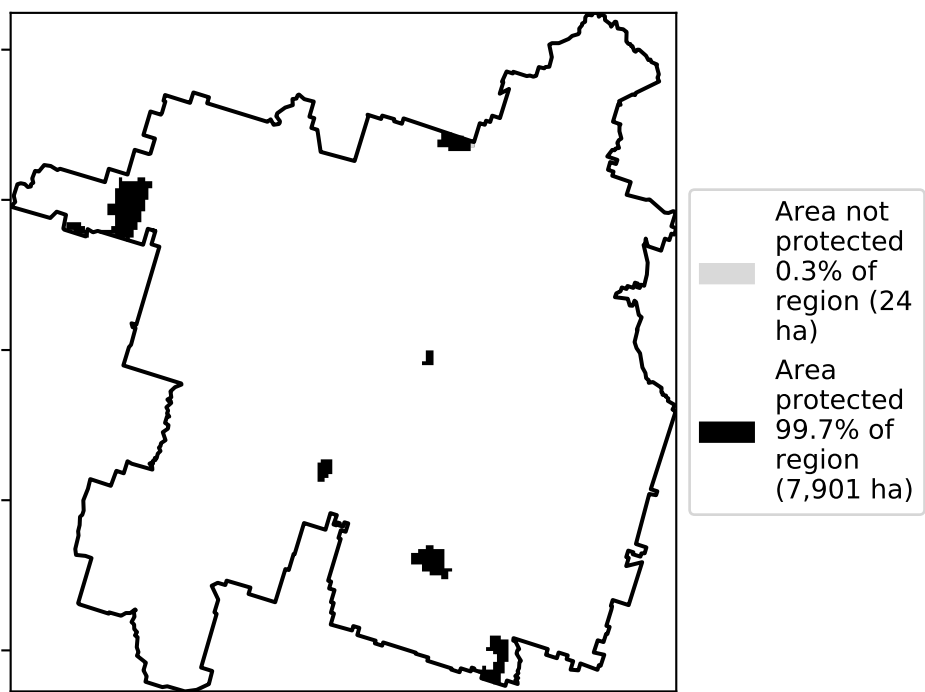 Area not
protected
0.3% of
region (24
ha)
Area
protected
99.7% of
region
(7,901 ha)